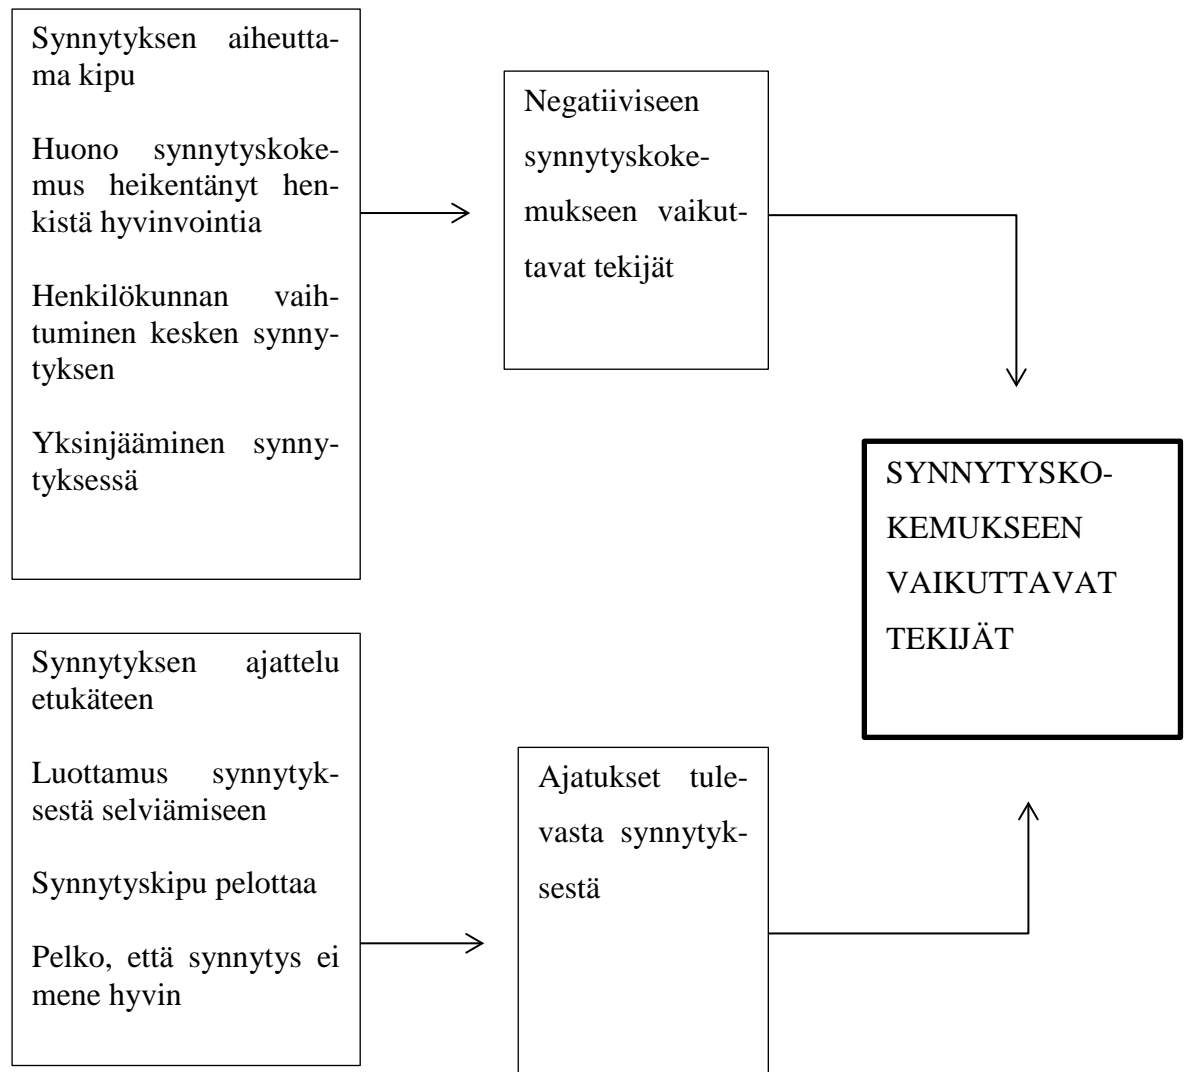 Synnytyksen aiheutta-
ma kipu
Huono synnytyskoke-
mus heikentänyt hen-
kistä hyvinvointia
Henkilökunnan vaih-
tuminen kesken synny-
tyksen
Yksinjääminen synny-
tyksessä
Negatiiviseen
synnytyskoke-
mukseen vaikut-
tavat tekijät
SYNNYTYSKO-
KEMUKSEEN
VAIKUTTAVAT
TEKIJÄT
Synnytyksen ajattelu
etukäteen
Luottamus synnytyk-
sestä selviämiseen
Synnytyskipu pelottaa
Pelko, että synnytys ei
mene hyvin
Ajatukset tule-
vasta synnytyk-
sestä